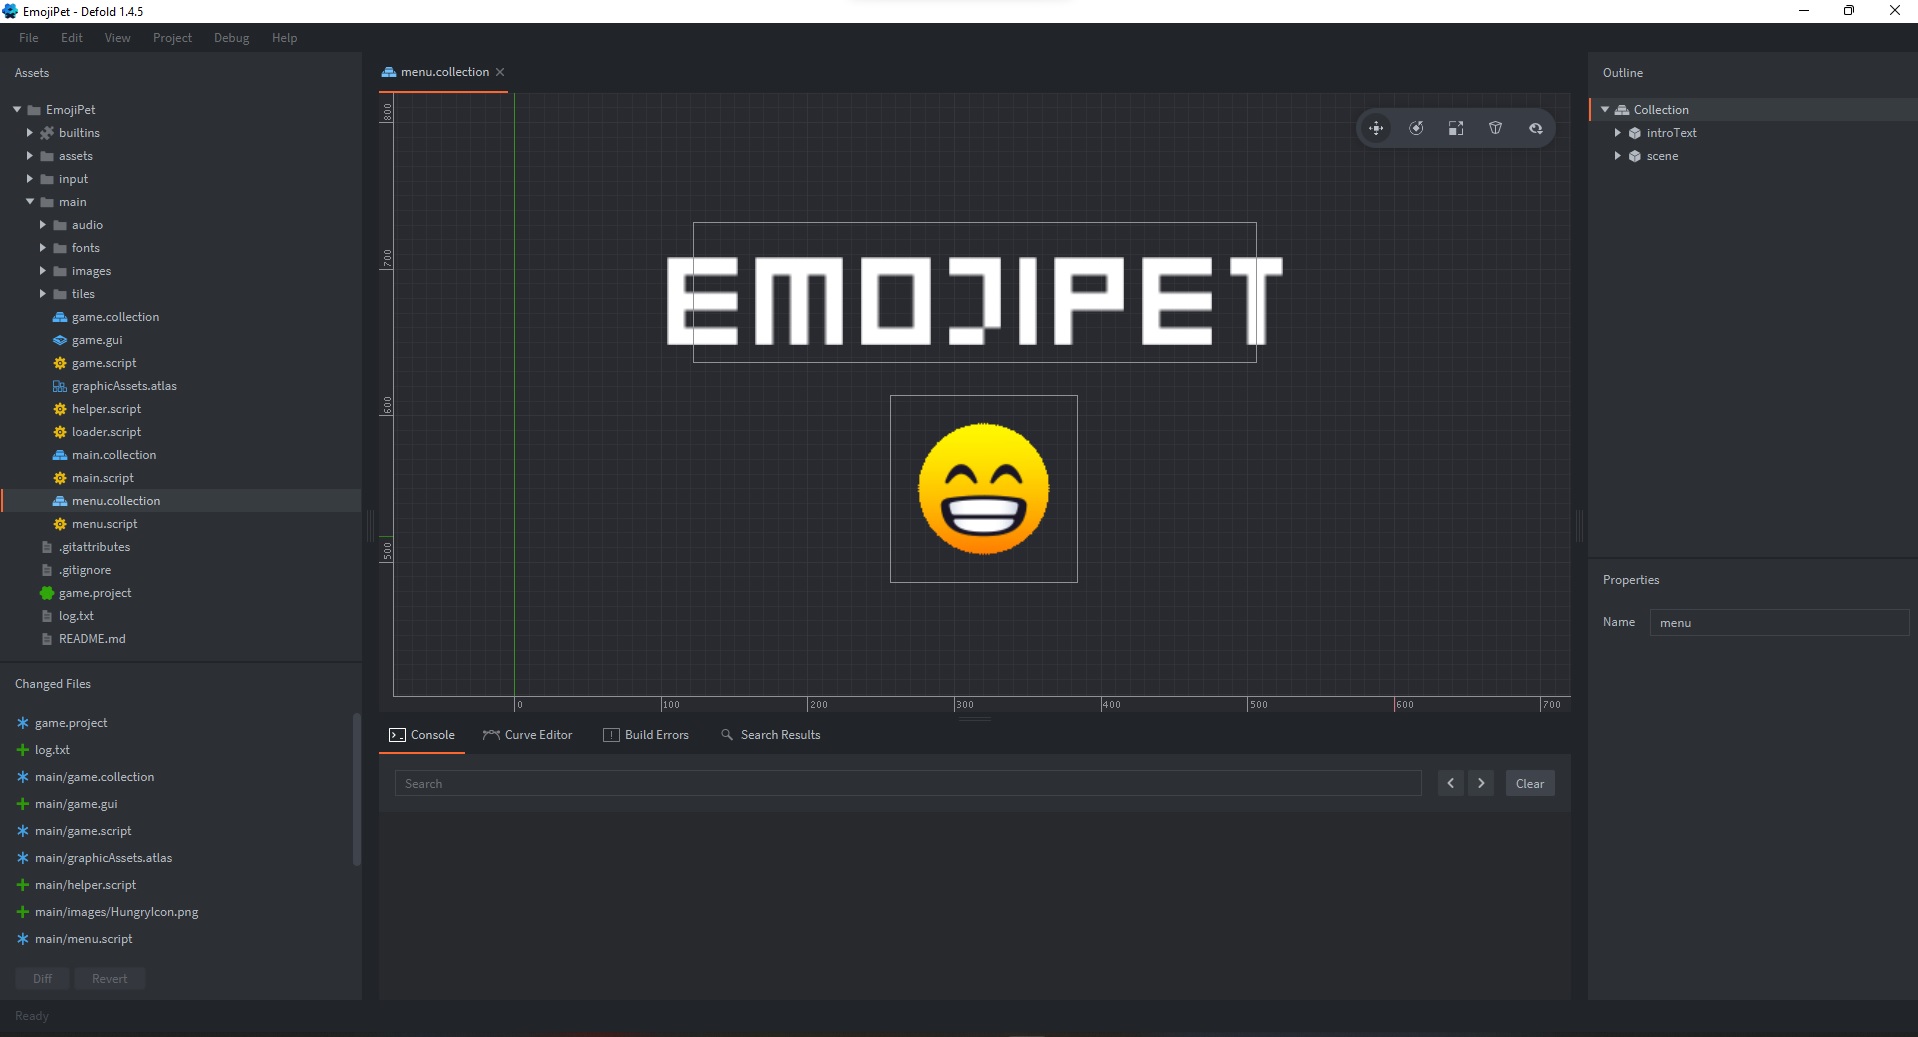 EmojiPet - Defold 1.4.5
File Edit View Project Debug Help
Assets
EmojiPet
builtins
assets
input
main
audio
fonts
images
tiles
game.collection
game.gui
game.script
graphicAssets.atlas
helper.script
loader.script
main.collection
main.script
menu.collection
menu.script
.gitattributes
.gitignore
game.project
log.txt
README.md
Changed Files
game.project
log.txt
main/game.collection
main/game.gui
main/game.script
main/graphicAssets.atlas
main/helper.script
main/images/HungryIcon.png
main/menu.script
Diff Revert
Ready
menu.collection
800
700
600
500
EMOJIPET
0 100 200 300 400 500 600 700
Console Curve Editor Build Errors Search Results
Search
Clear
Outline
Collection
introText
scene
Properties
Name menu